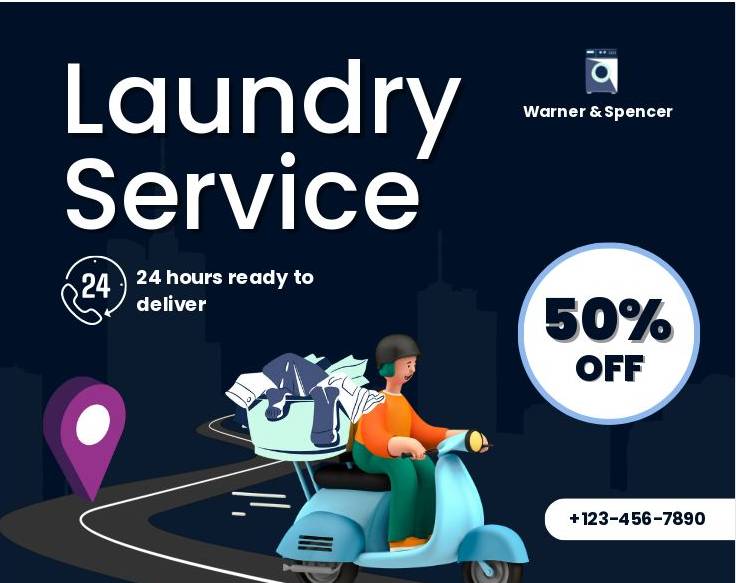 Laundry
Service
Warner & Spencer
24
24 hours ready to
deliver
50%
OFF
+123-456-7890